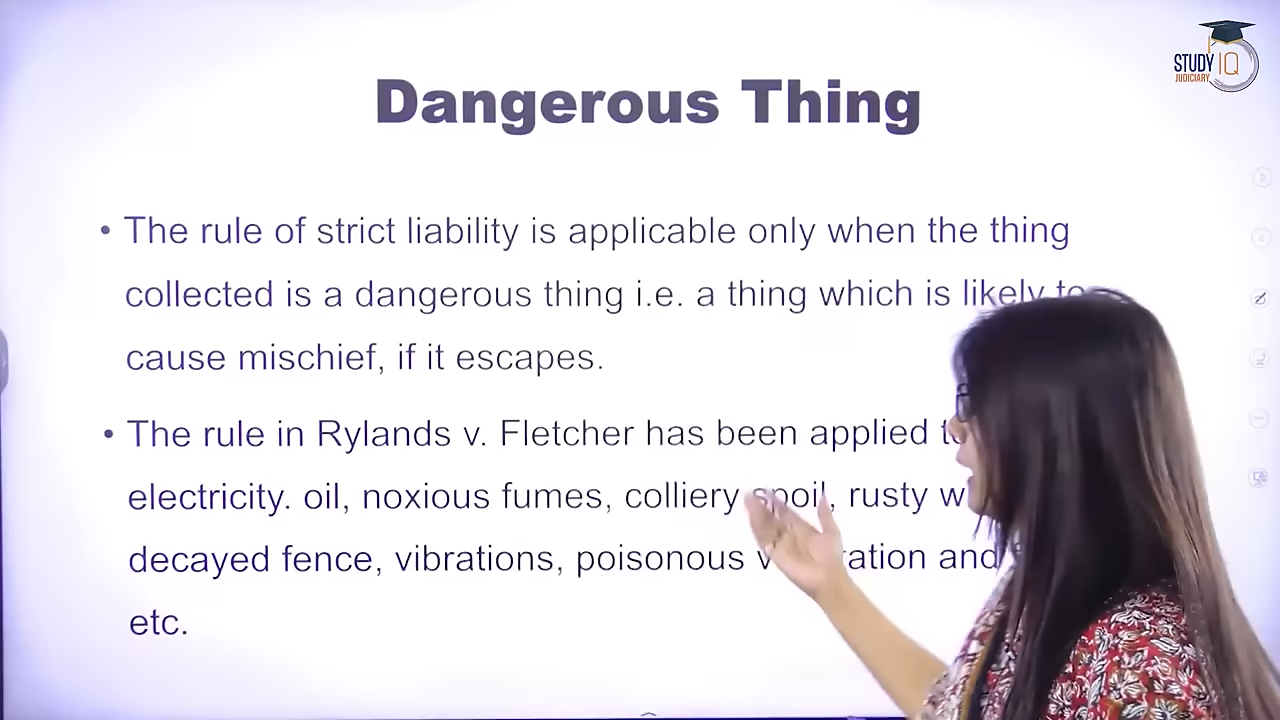 STUDY IQ
JUDICIARY
Dangerous Thing
• The rule of strict liability is applicable only when the thing
collected is a dangerous thing i.e. a thing which is likely to
cause mischief, if it escapes.
• The rule in Rylands v. Fletcher has been applied
electricity. oil, noxious fumes, colliery spoil, rusty
decayed fence, vibrations, poisonous and
etc.